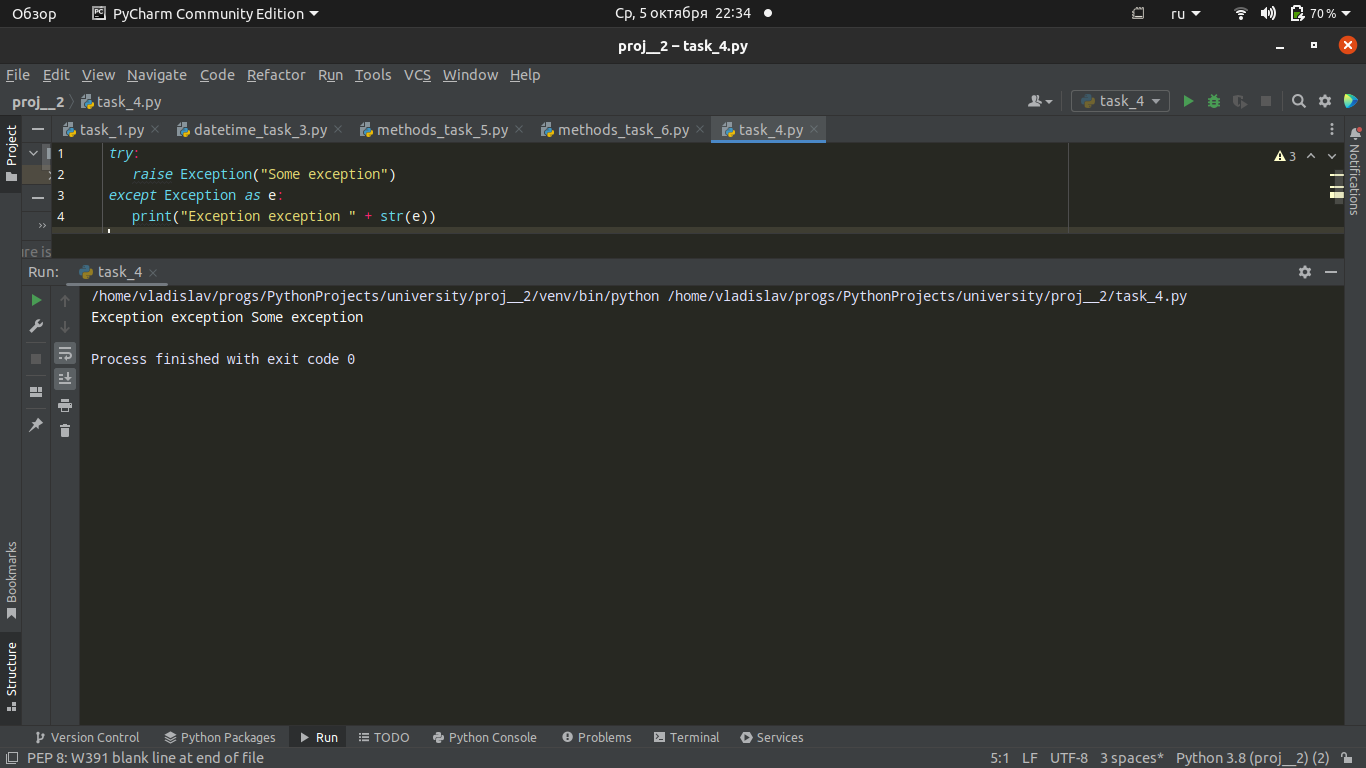 Обзор PyCharm Community Edition Ср, 5 октября 22:34 ru 70 %
proj__2 – task_4.py
File Edit View Navigate Code Refactor Run Tools VCS Window Help
proj__2 task_4.py task_4
Project
task_1.py datetime_task_3.py methods_task_5.py methods_task_6.py task_4.py
Notifications
1 try: 3
2 raise Exception("Some exception")
3 except Exception as e:
4 print("Exception exception " + str(e))
ure is
Run: task_4
/home/vladislav/progs/PythonProjects/university/proj__2/venv/bin/python /home/vladislav/progs/PythonProjects/university/proj__2/task_4.py
Exception exception Some exception
Process finished with exit code 0
Bookmarks
Structure
Version Control Python Packages Run TODO Python Console Problems Terminal Services
PEP 8: W391 blank line at end of file 5:1 LF UTF-8 3 spaces* Python 3.8 (proj__2) (2)